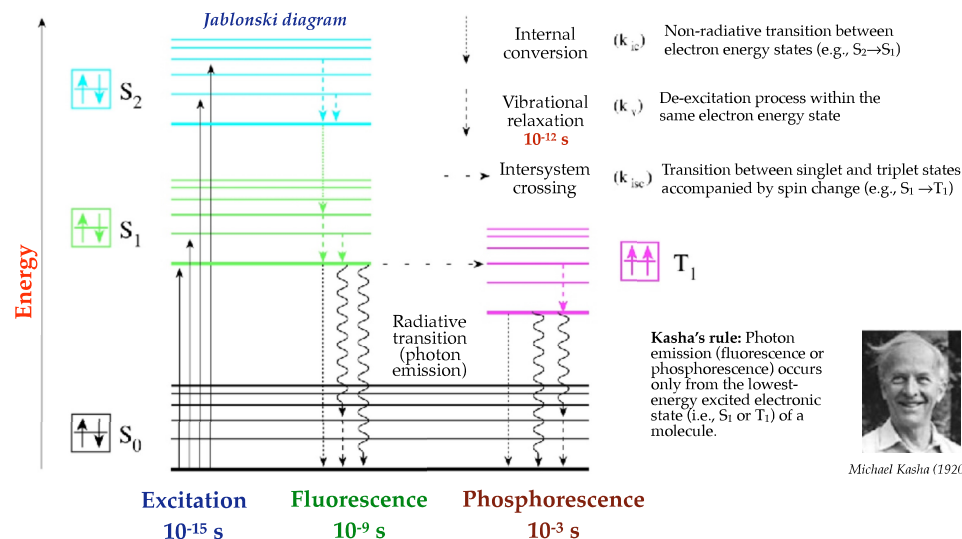 Jablonski diagram
Energy
S2
S1
S0
T1
Internal
conversion
(k ic)
Non-radiative transition between
electron energy states (e.g., S2→S1)
Vibrational
relaxation
10-12 s
(k v)
De-excitation process within the
same electron energy state
Intersystem
crossing
(k isc)
Transition between singlet and triplet states
accompanied by spin change (e.g., S1 →T1)
Radiative
transition
(photon
emission)
Kasha's rule: Photon
emission (fluorescence or
phosphorescence) occurs
only from the lowest-
energy excited electronic
state (i.e., S1 or T1) of a
molecule.
Michael Kasha (1920
Excitation
10-15 s
Fluorescence
10-9 s
Phosphorescence
10-3 s